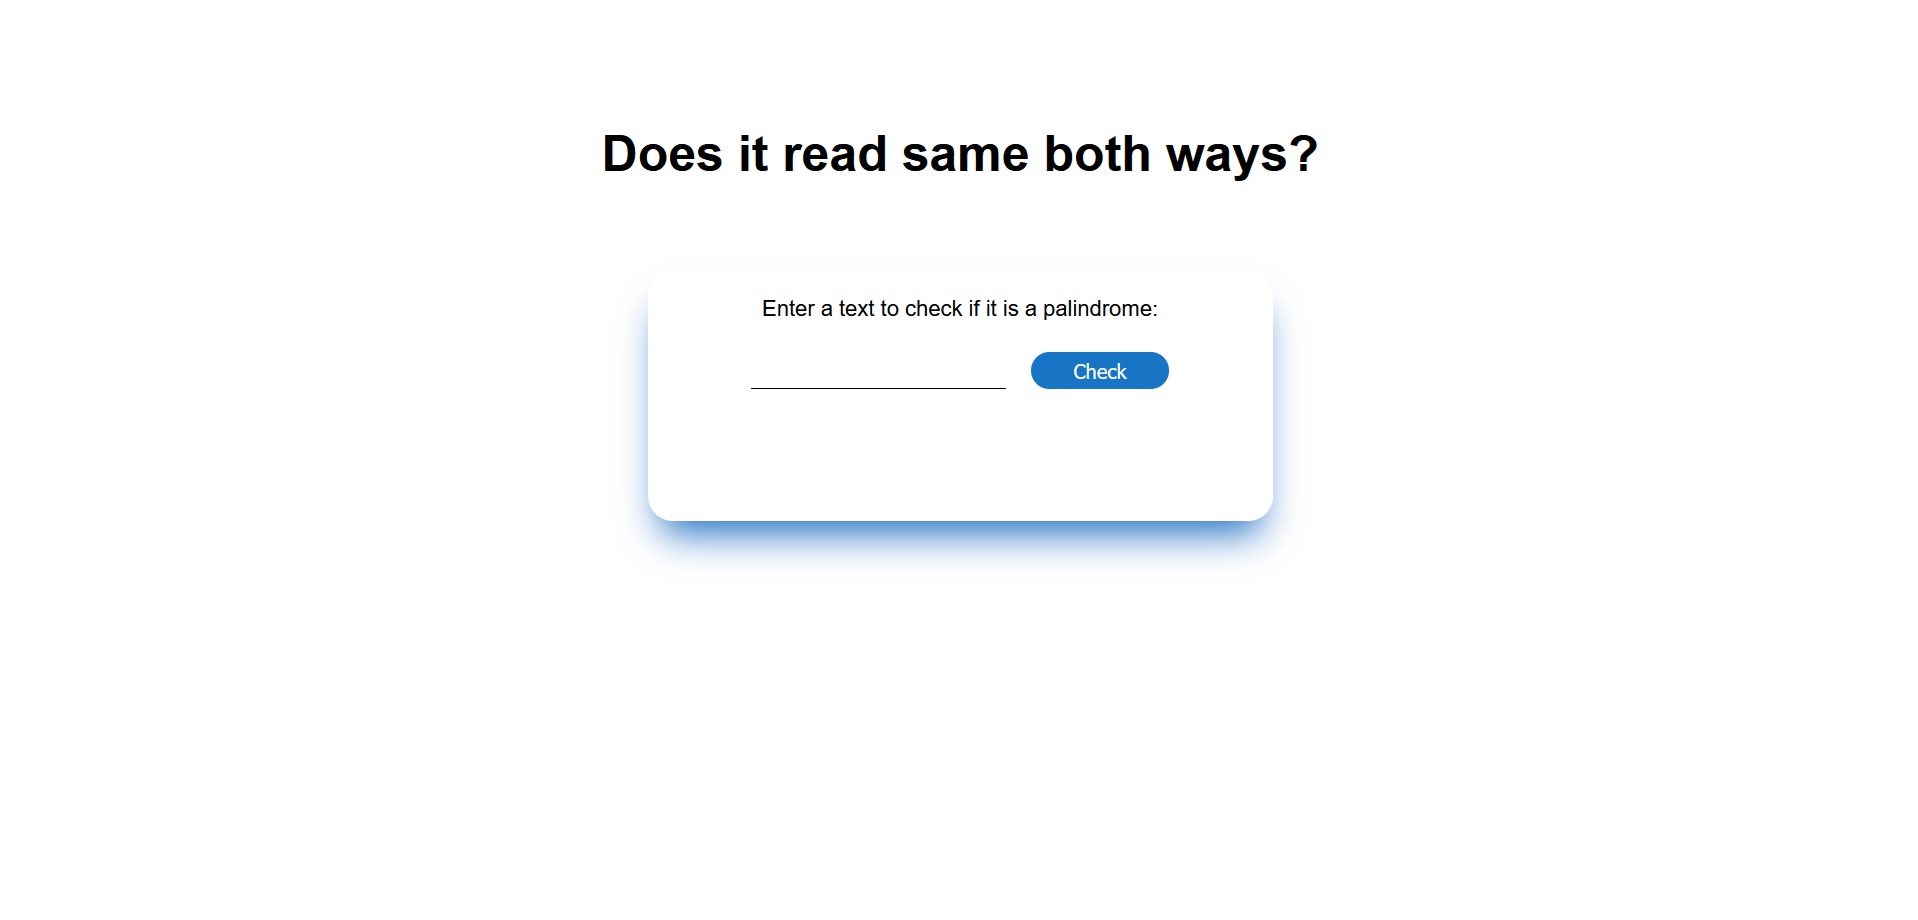 Does it read same both ways?
Enter a text to check if it is a palindrome:
Check